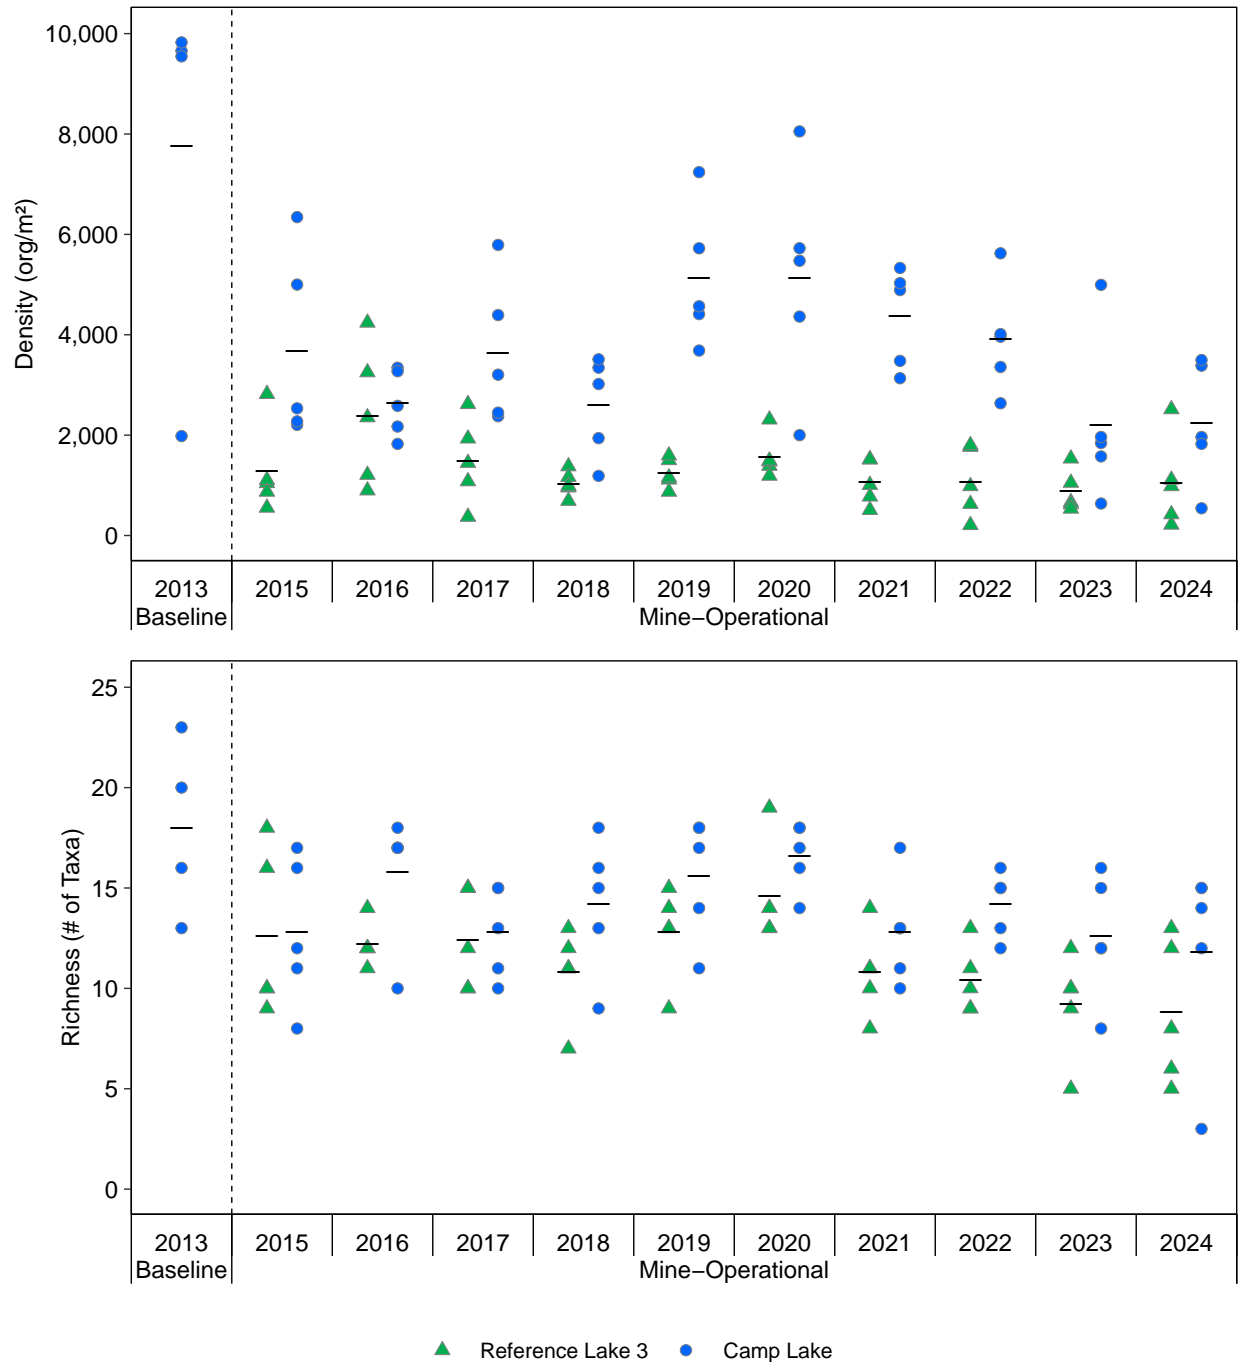 10,000
8,000
6,000
4,000
2,000
0
Density (org/m²)
2013 2015 2016 2017 2018 2019 2020 2021 2022 2023 2024
Baseline Mine−Operational
25
20
15
10
5
0
Richness (# of Taxa)
2013 2015 2016 2017 2018 2019 2020 2021 2022 2023 2024
Baseline Mine−Operational
Reference Lake 3 Camp Lake